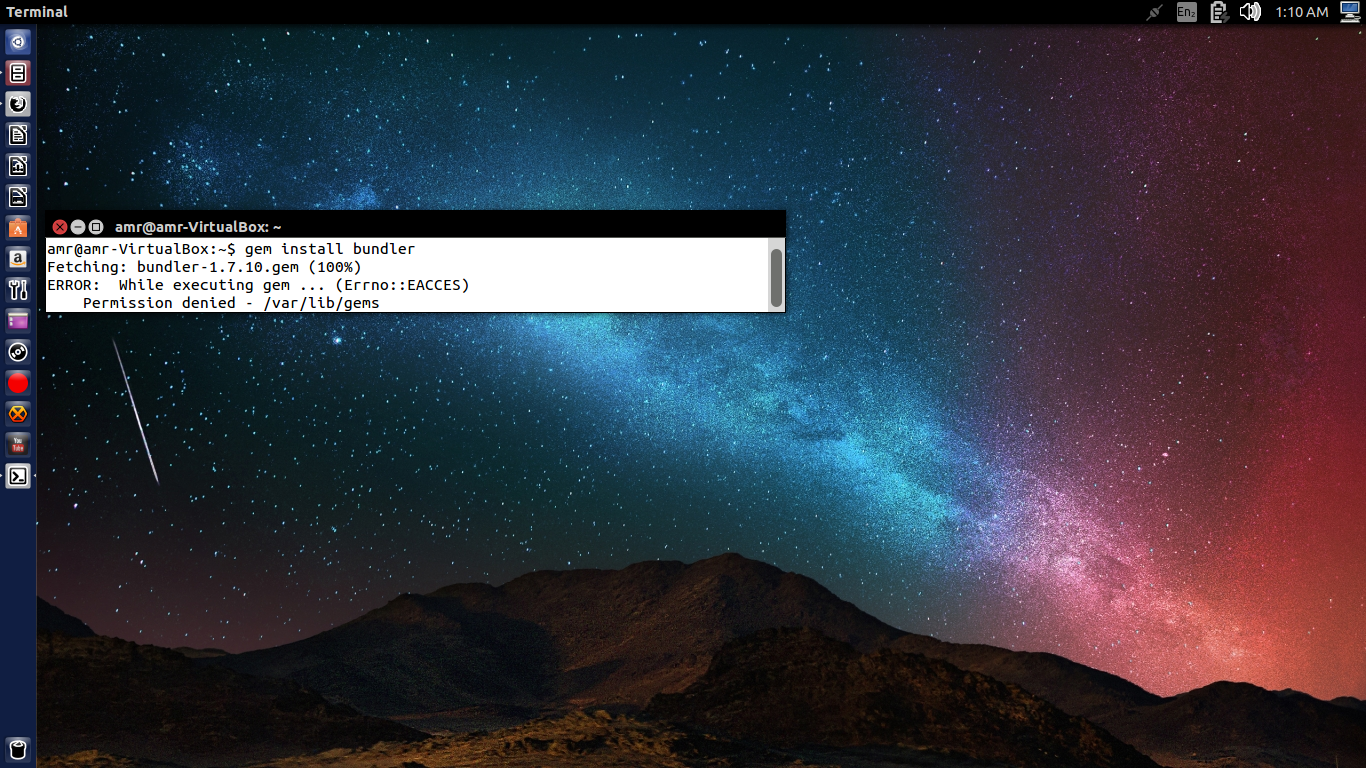 Terminal
En₂
1:10 AM
amr@amr-VirtualBox: ~
amr@amr-VirtualBox:~$ gem install bundler
Fetching: bundler-1.7.10.gem (100%)
ERROR:  While executing gem ... (Errno::EACCES)
    Permission denied - /var/lib/gems
You
Tube